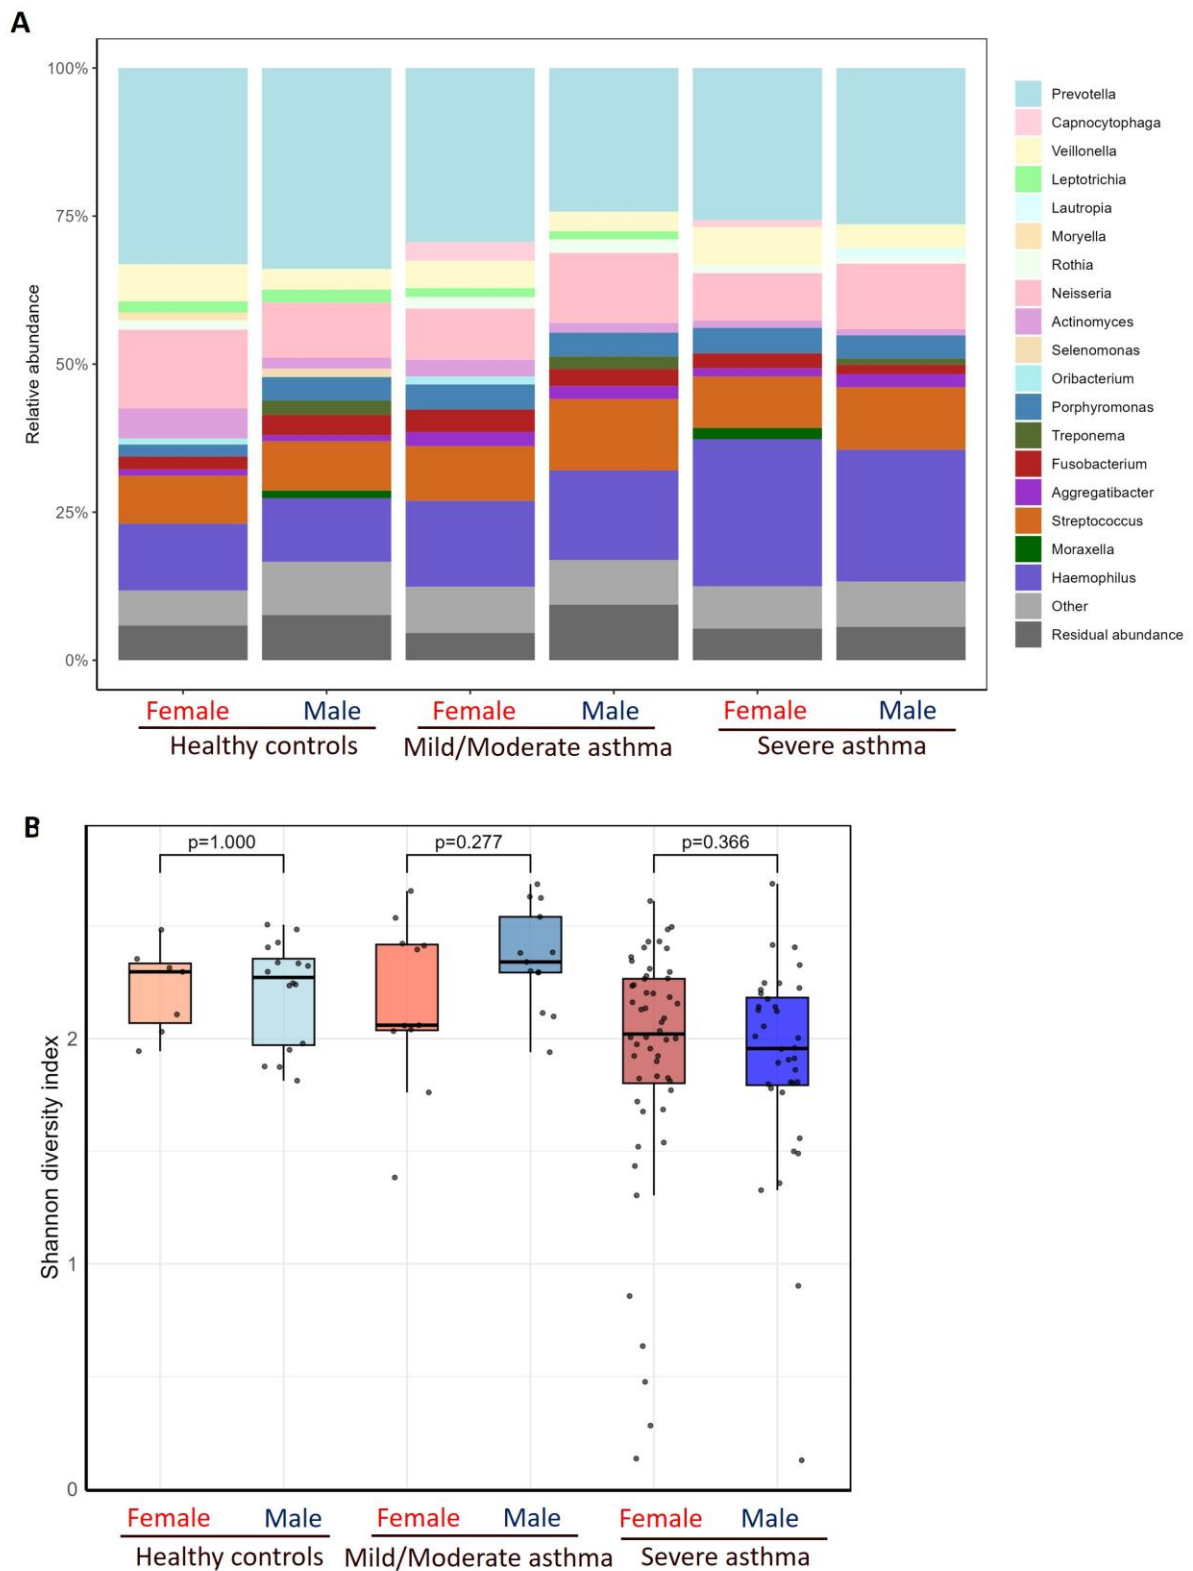 A
100%
75%
50%
25%
0%
Relative abundance
Prevotella
Capnocytophaga
Veillonella
Leptotrichia
Lautropia
Moryella
Rothia
Neisseria
Actinomyces
Selenomonas
Oribacterium
Porphyromonas
Treponema
Fusobacterium
Aggregatibacter
Streptococcus
Moraxella
Haemophilus
Other
Residual abundance
Female Male Female Male Female Male
Healthy controls Mild/Moderate asthma Severe asthma
B
p=1.000 p=0.277 p=0.366
2
1
0
Shannon diversity index
Female Male Female Male Female Male
Healthy controls Mild/Moderate asthma Severe asthma